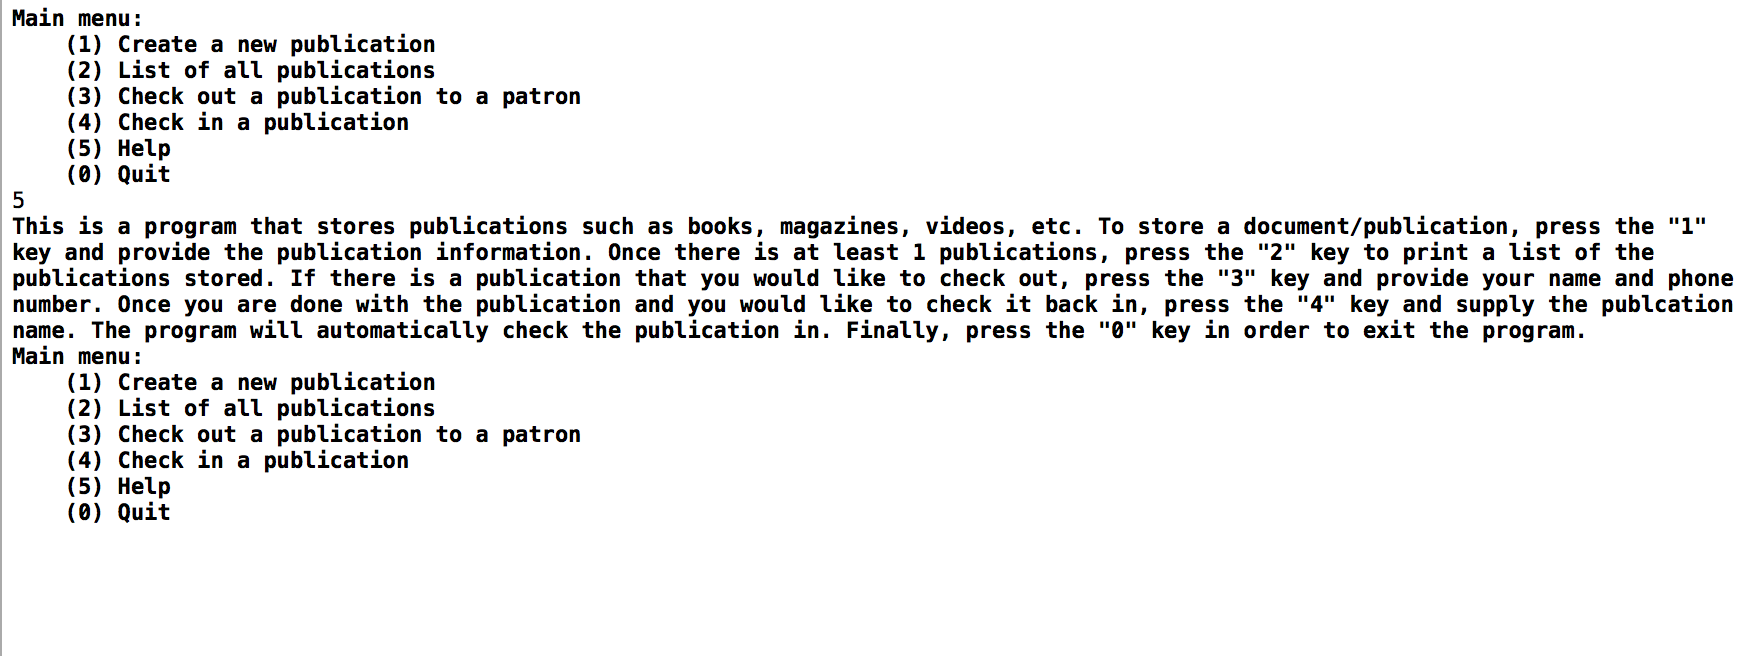 Main menu:
    (1) Create a new publication
    (2) List of all publications
    (3) Check out a publication to a patron
    (4) Check in a publication
    (5) Help
    (0) Quit
5
This is a program that stores publications such as books, magazines, videos, etc. To store a document/publication, press the "1"
key and provide the publication information. Once there is at least 1 publications, press the "2" key to print a list of the
publications stored. If there is a publication that you would like to check out, press the "3" key and provide your name and phone
number. Once you are done with the publication and you would like to check it back in, press the "4" key and supply the publcation
name. The program will automatically check the publication in. Finally, press the "0" key in order to exit the program.
Main menu:
    (1) Create a new publication
    (2) List of all publications
    (3) Check out a publication to a patron
    (4) Check in a publication
    (5) Help
    (0) Quit